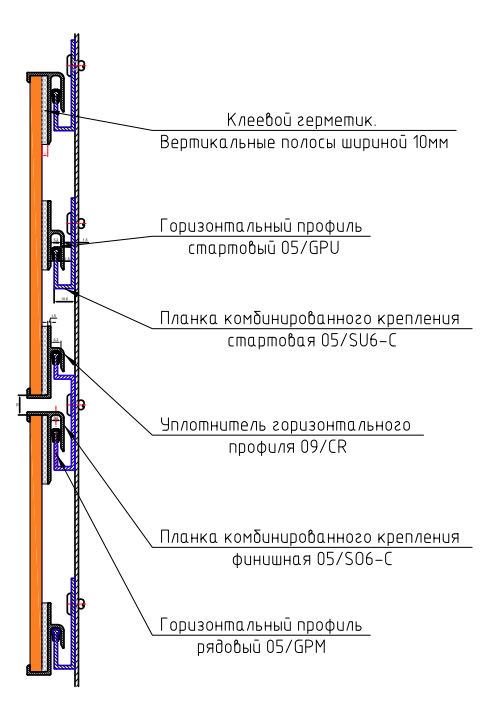 Клеевой герметик.
Вертикальные полосы шириной 10мм
Горизонтальный профиль
стартовый 05/GPU
Планка комбинированного крепления
стартовая 05/SU6-C
Уплотнитель горизонтального
профиля 09/CR
Планка комбинированного крепления
финишная 05/SO6-C
Горизонтальный профиль
рядовый 05/GPM